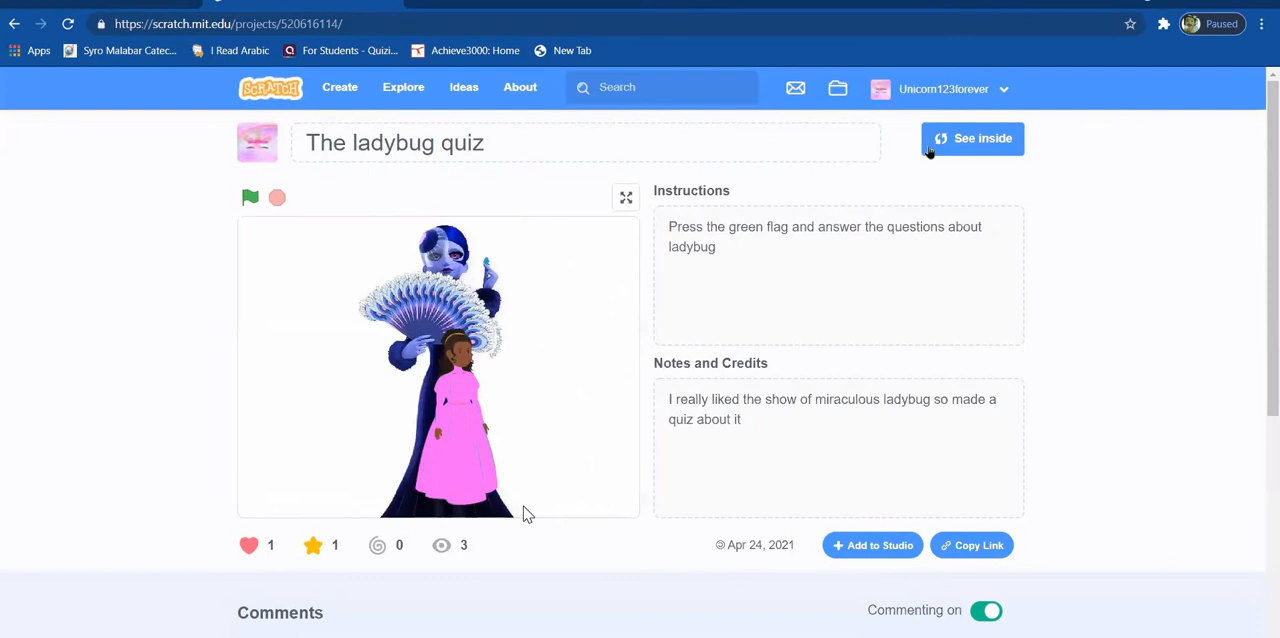 https://scratch.mit.edu/projects/520616114/
Paused
Apps Syro Malabar Catec... I Read Arabic For Students - Quizi... Achieve3000: Home New Tab
SCRATCH Create Explore Ideas About Search Unicorn123forever
The ladybug quiz
See inside
Instructions
Press the green flag and answer the questions about
ladybug
Notes and Credits
I really liked the show of miraculous ladybug so made a
quiz about it
1 1 0 3 © Apr 24, 2021 Add to Studio Copy Link
Comments
Commenting on